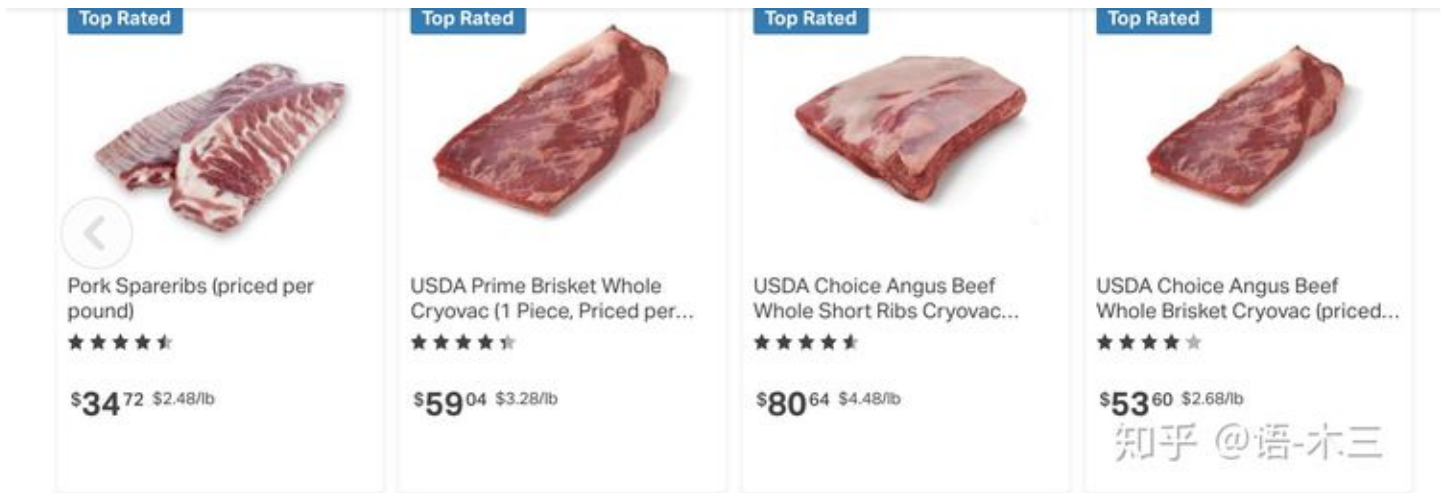 Top Rated
Top Rated
Top Rated
Top Rated
Pork Spareribs (priced per
pound)
$34 72 $2.48/lb
USDA Prime Brisket Whole
Cryovac (1 Piece, Priced per...
$59 04 $3.28/lb
USDA Choice Angus Beef
Whole Short Ribs Cryovac...
$80 64 $4.48/lb
USDA Choice Angus Beef
Whole Brisket Cryovac (priced...
$53 60 $2.68/lb
知乎 @语-木三